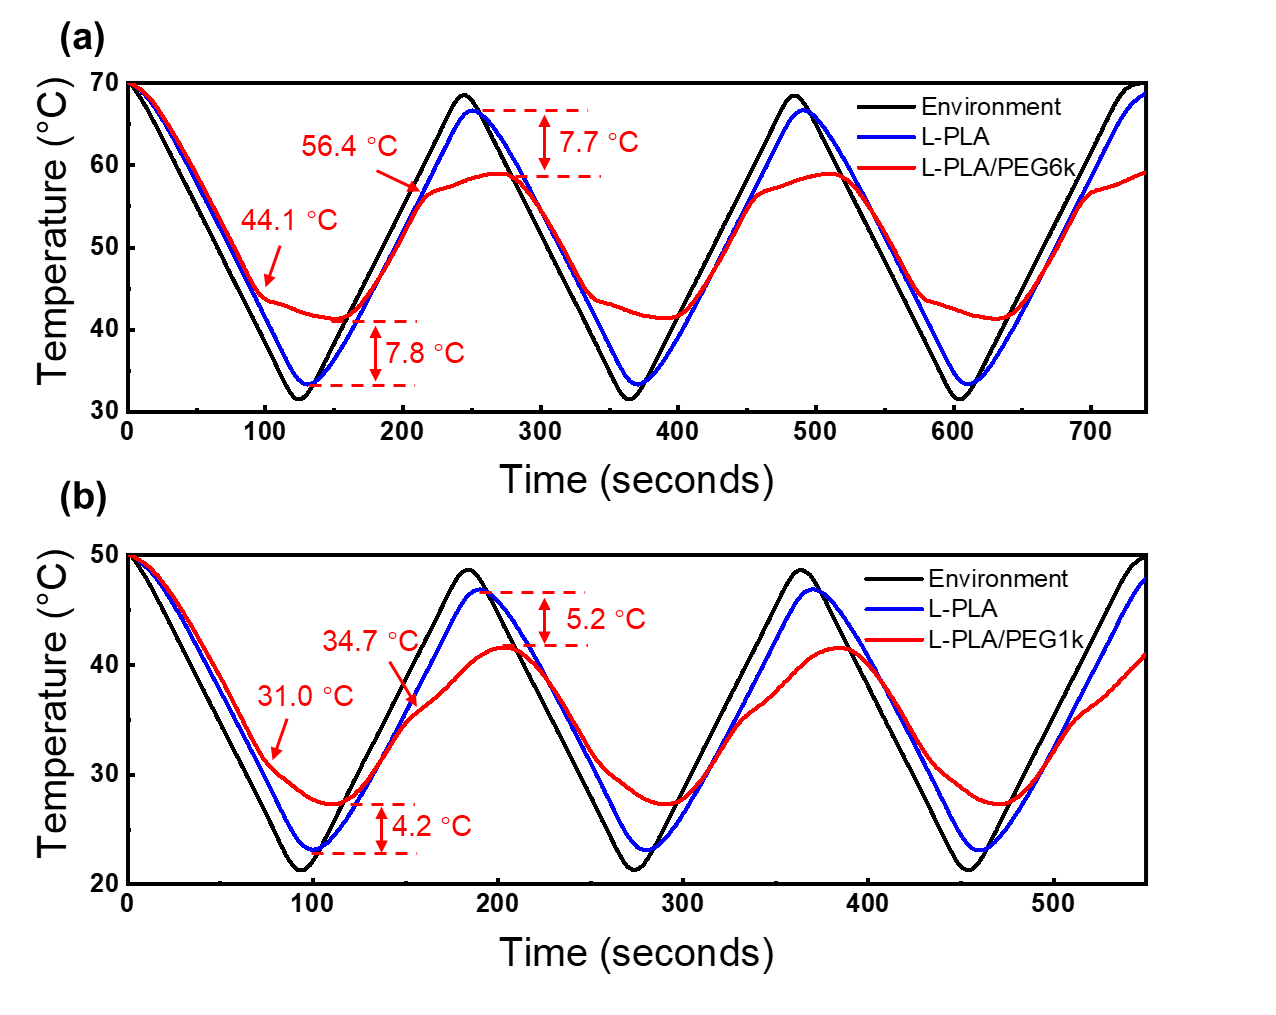 (a)
Temperature (°C)
70
60
50
40
30
56.4 °C
44.1 °C
7.7 °C
7.8 °C
Environment
L-PLA
L-PLA/PEG6k
0 100 200 300 400 500 600 700
Time (seconds)
(b)
Temperature (°C)
50
40
30
20
34.7 °C
31.0 °C
5.2 °C
4.2 °C
Environment
L-PLA
L-PLA/PEG1k
0 100 200 300 400 500
Time (seconds)